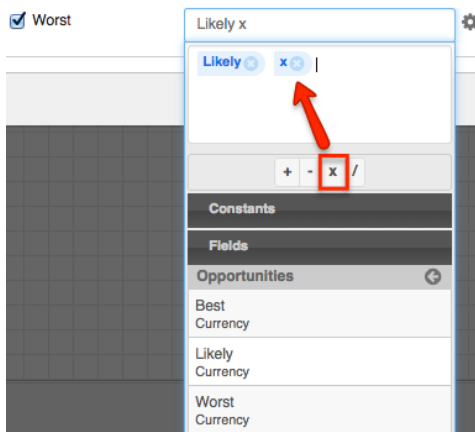 Worst
Likely x
Likely x
+ - x /
Constants
Fields
Opportunities
Best
Currency
Likely
Currency
Worst
Currency